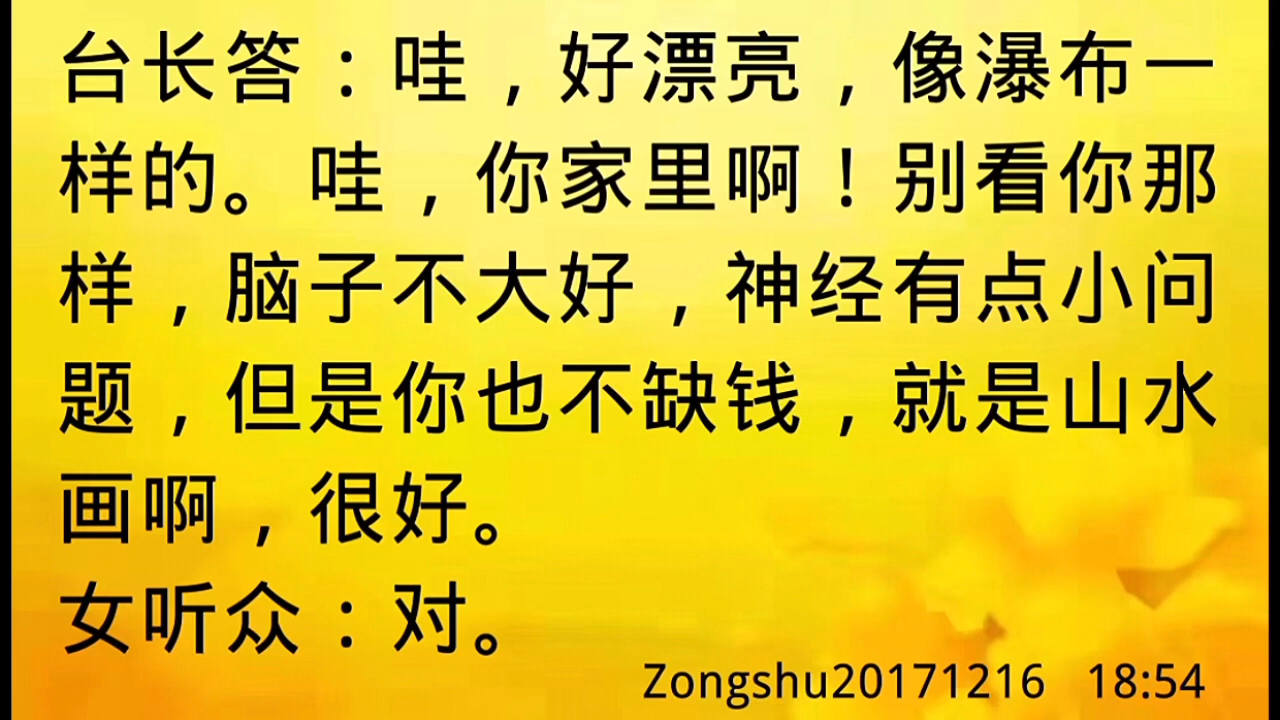 台长答：哇，好漂亮，像瀑布一
样的。哇，你家里啊！别看你那
样，脑子不大好，神经有点小问
题，但是你也不缺钱，就是山水
画啊，很好。
女听众：对。
Zongshu20171216 18:54